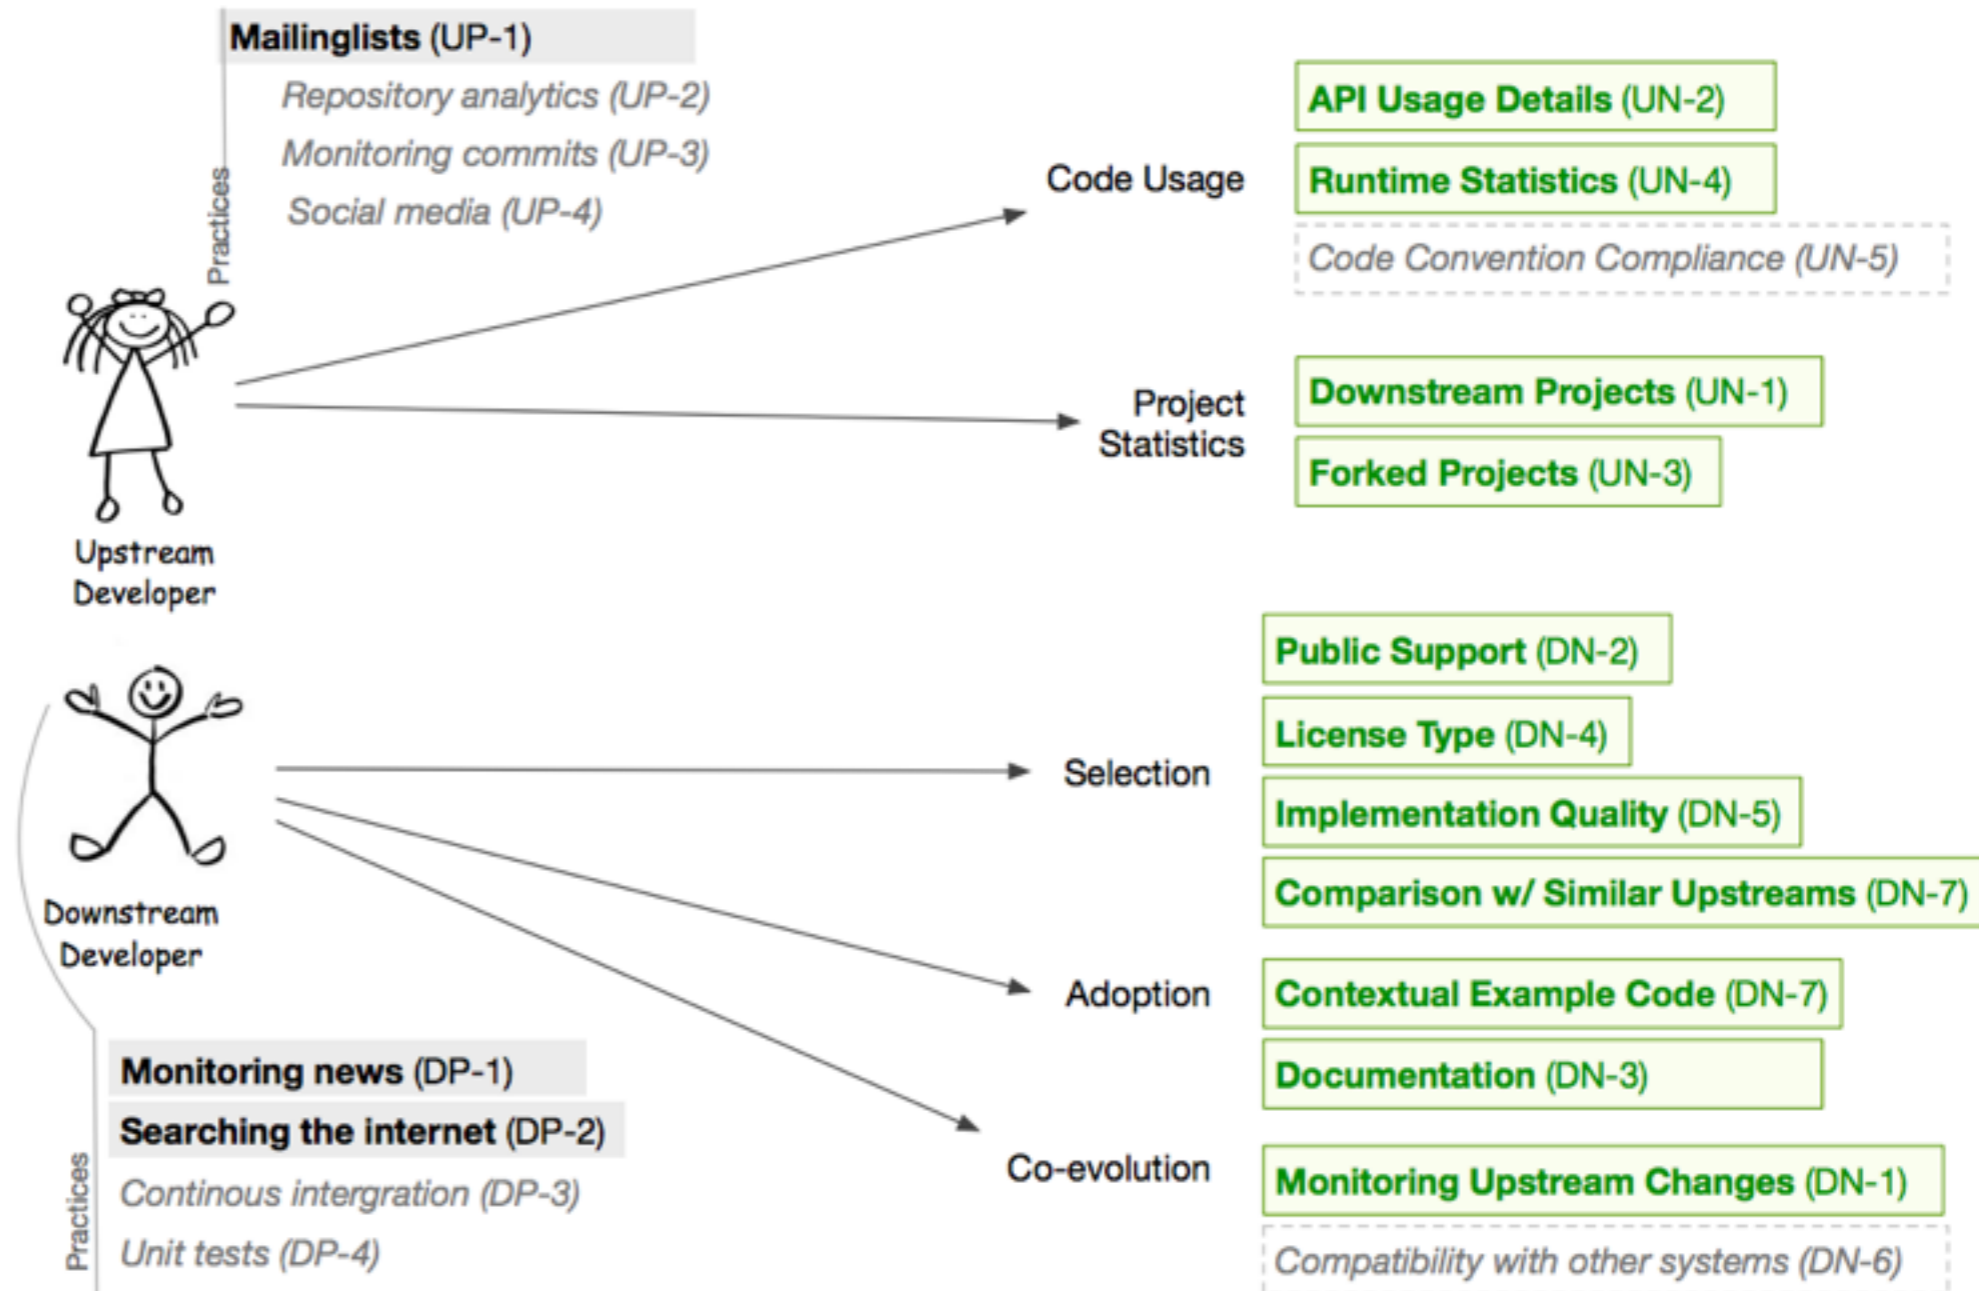 Mailinglists (UP-1)
Repository analytics (UP-2)
Monitoring commits (UP-3)
Social media (UP-4)
Practices
Upstream
Developer
Code Usage
API Usage Details (UN-2)
Runtime Statistics (UN-4)
Code Convention Compliance (UN-5)
Project
Statistics
Downstream Projects (UN-1)
Forked Projects (UN-3)
Downstream
Developer
Selection
Public Support (DN-2)
License Type (DN-4)
Implementation Quality (DN-5)
Comparison w/ Similar Upstreams (DN-7)
Adoption
Contextual Example Code (DN-7)
Documentation (DN-3)
Co-evolution
Monitoring Upstream Changes (DN-1)
Compatibility with other systems (DN-6)
Practices
Monitoring news (DP-1)
Searching the internet (DP-2)
Continous intergration (DP-3)
Unit tests (DP-4)